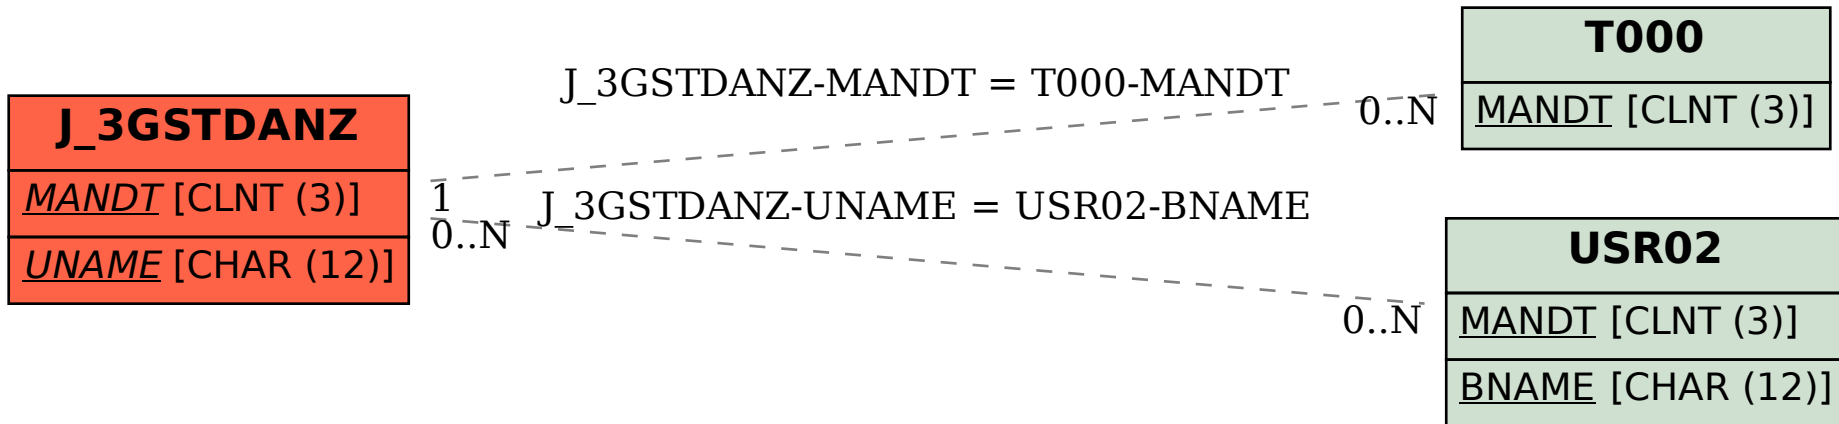 J_3GSTDANZ
MANDT [CLNT (3)]
UNAME [CHAR (12)]
J_3GSTDANZ-MANDT = T000-MANDT
1
0..N
J_3GSTDANZ-UNAME = USR02-BNAME
0..N
0..N
T000
MANDT [CLNT (3)]
USR02
MANDT [CLNT (3)]
BNAME [CHAR (12)]